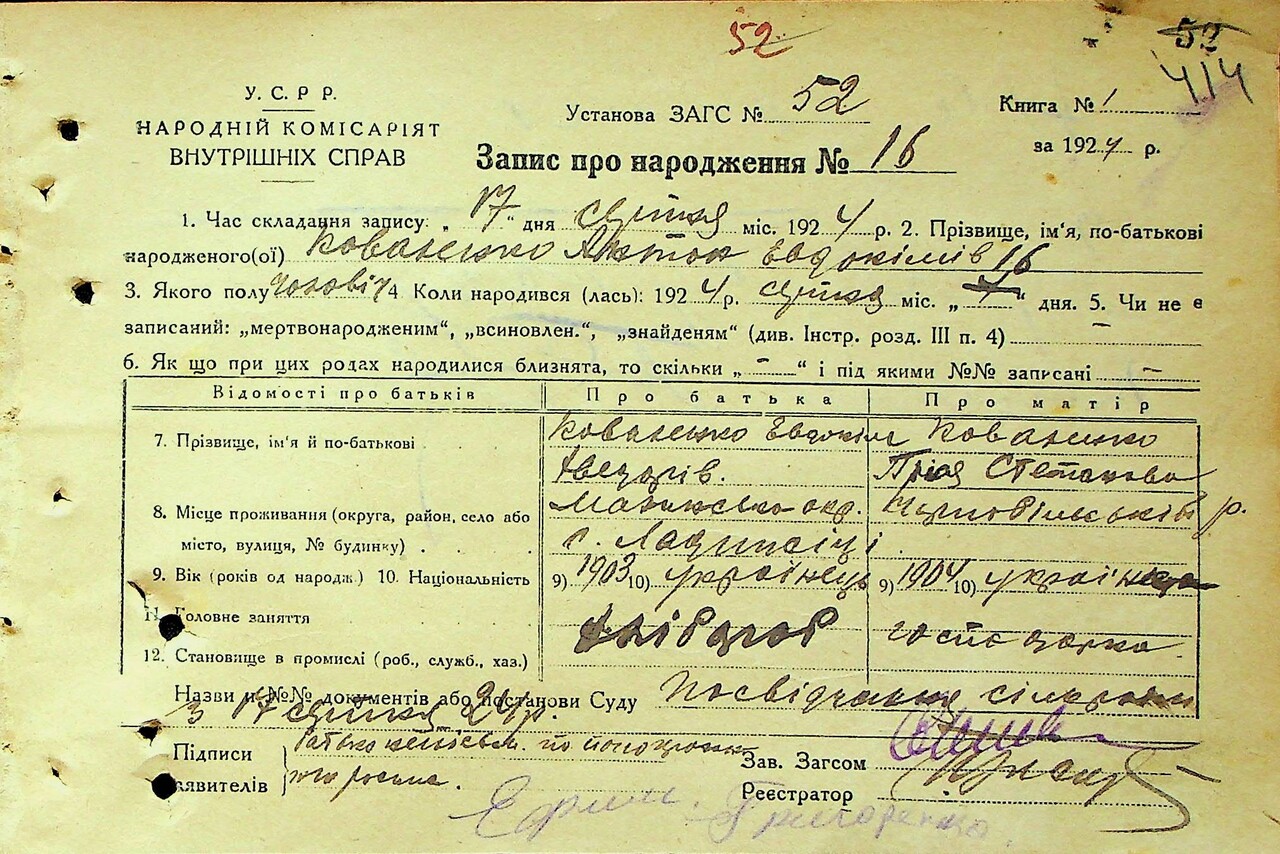 52
52
414
У. С. Р. Р.
НАРОДНІЙ КОМІСАРІЯТ
ВНУТРІШНІХ СПРАВ
Установа ЗАГС № 52
Книга № 1
за 1924 р.
Запис про народження № 16
1. Час складання запису: „17“ дня січня міс. 1924 р. 2. Прізвище, ім'я, по-батькові
народженого(ої) Коваленко Антон Евдокімів 16
3. Якого полу чоловіч 4. Коли народився (лась): 1924 р. січня міс. „ “ дня. 5. Чи не є
записаний: „мертвонародженим“, „всиновлен.“, „знайденям“ (див. Інстр. розд. III п. 4) —
6. Як що при цих родах народилися близнята, то скільки „—“ і під якими №№ записані —
Відомості про батьків Про батька Про матір
7. Прізвище, ім'я й по-батькові Коваленко Евдокім Коваленко
Степанова
8. Місце проживання (округа, район, село або окр. р.
місто, вулиця, № будинку) . . с.
9. Вік (років од народж.) 10. Національність 9) 1903 10) українець 9) 1904 10) українка
11. Головне заняття хлібороб господарка
12. Становище в промислі (роб., служб., хаз.)
Назви й №№ документів або постанови Суду Посвідчення сільради
з 17 січня 24 р.
Підписи Батько
заявителів
Зав. Загсом
Реєстратор
Григоренко